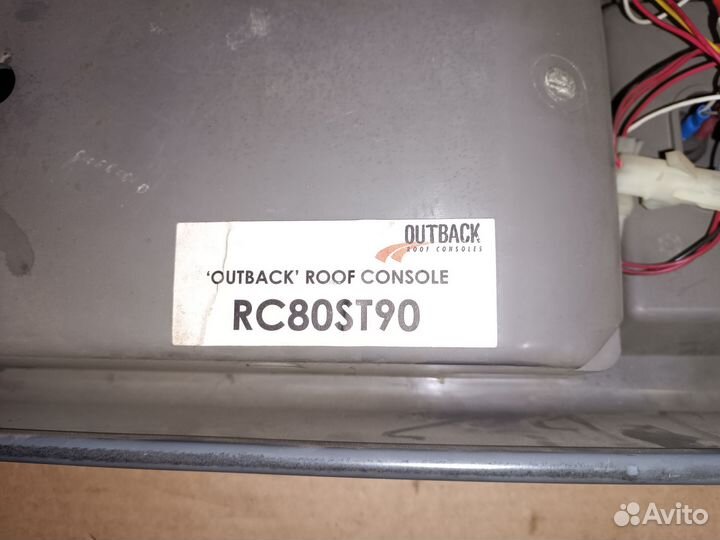 OUTBACK
ROOF CONSOLES
'OUTBACK' ROOF CONSOLE
RC80ST90
Avito